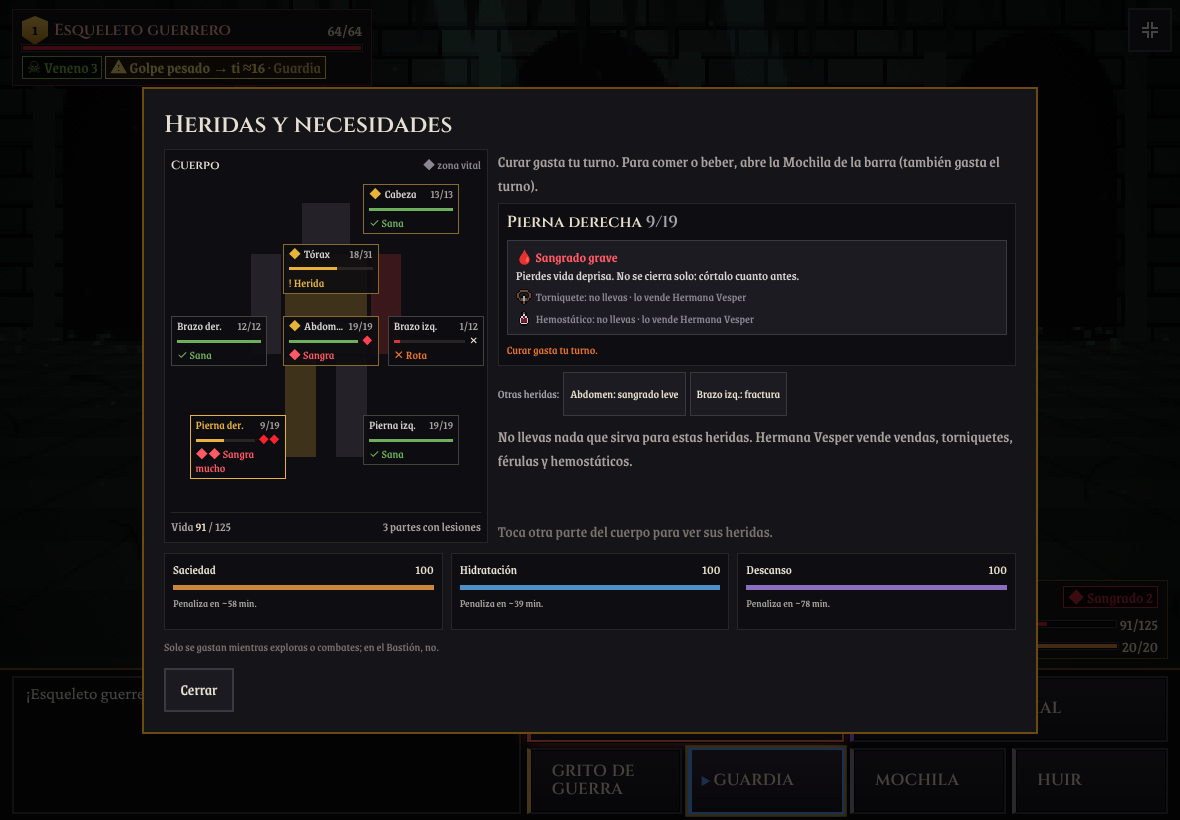 1 Esqueleto guerrero 64/64
Veneno 3 Golpe pesado → ti ≈16 · Guardia
Heridas y necesidades
Cuerpo zona vital
Cabeza 13/13
Sana
Tórax 18/31
! Herida
Brazo der. 12/12
Sana
Abdom... 19/19
Sangra
Brazo izq. 1/12
Rota
Pierna der. 9/19
Sangra
mucho
Pierna izq. 19/19
Sana
Vida 91 / 125 3 partes con lesiones
Curar gasta tu turno. Para comer o beber, abre la Mochila de la barra (también gasta el
turno).
Pierna derecha 9/19
Sangrado grave
Pierdes vida deprisa. No se cierra solo: córtalo cuanto antes.
Torniquete: no llevas · lo vende Hermana Vesper
Hemostático: no llevas · lo vende Hermana Vesper
Curar gasta tu turno.
Otras heridas: Abdomen: sangrado leve Brazo izq.: fractura
No llevas nada que sirva para estas heridas. Hermana Vesper vende vendas, torniquetes,
férulas y hemostáticos.
Toca otra parte del cuerpo para ver sus heridas.
Saciedad 100
Penaliza en ~58 min.
Hidratación 100
Penaliza en ~39 min.
Descanso 100
Penaliza en ~78 min.
Solo se gastan mientras exploras o combates; en el Bastión, no.
Cerrar
Sangrado 2
91/125
20/20
¡Esqueleto guerre
AL
Grito de
guerra
Guardia
Mochila
Huir